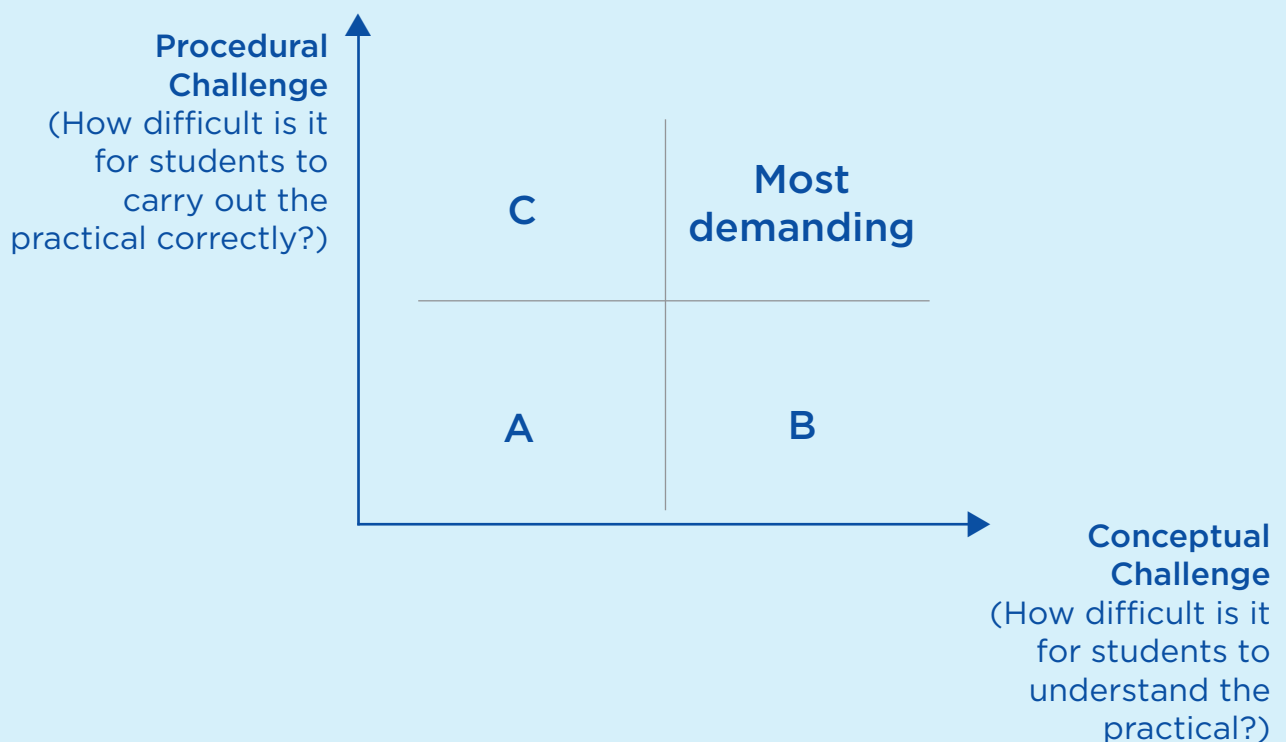 Procedural
Challenge
(How difficult is it
for students to
carry out the
practical correctly?)
C
Most
demanding
A
B
Conceptual
Challenge
(How difficult is it
for students to
understand the
practical?)